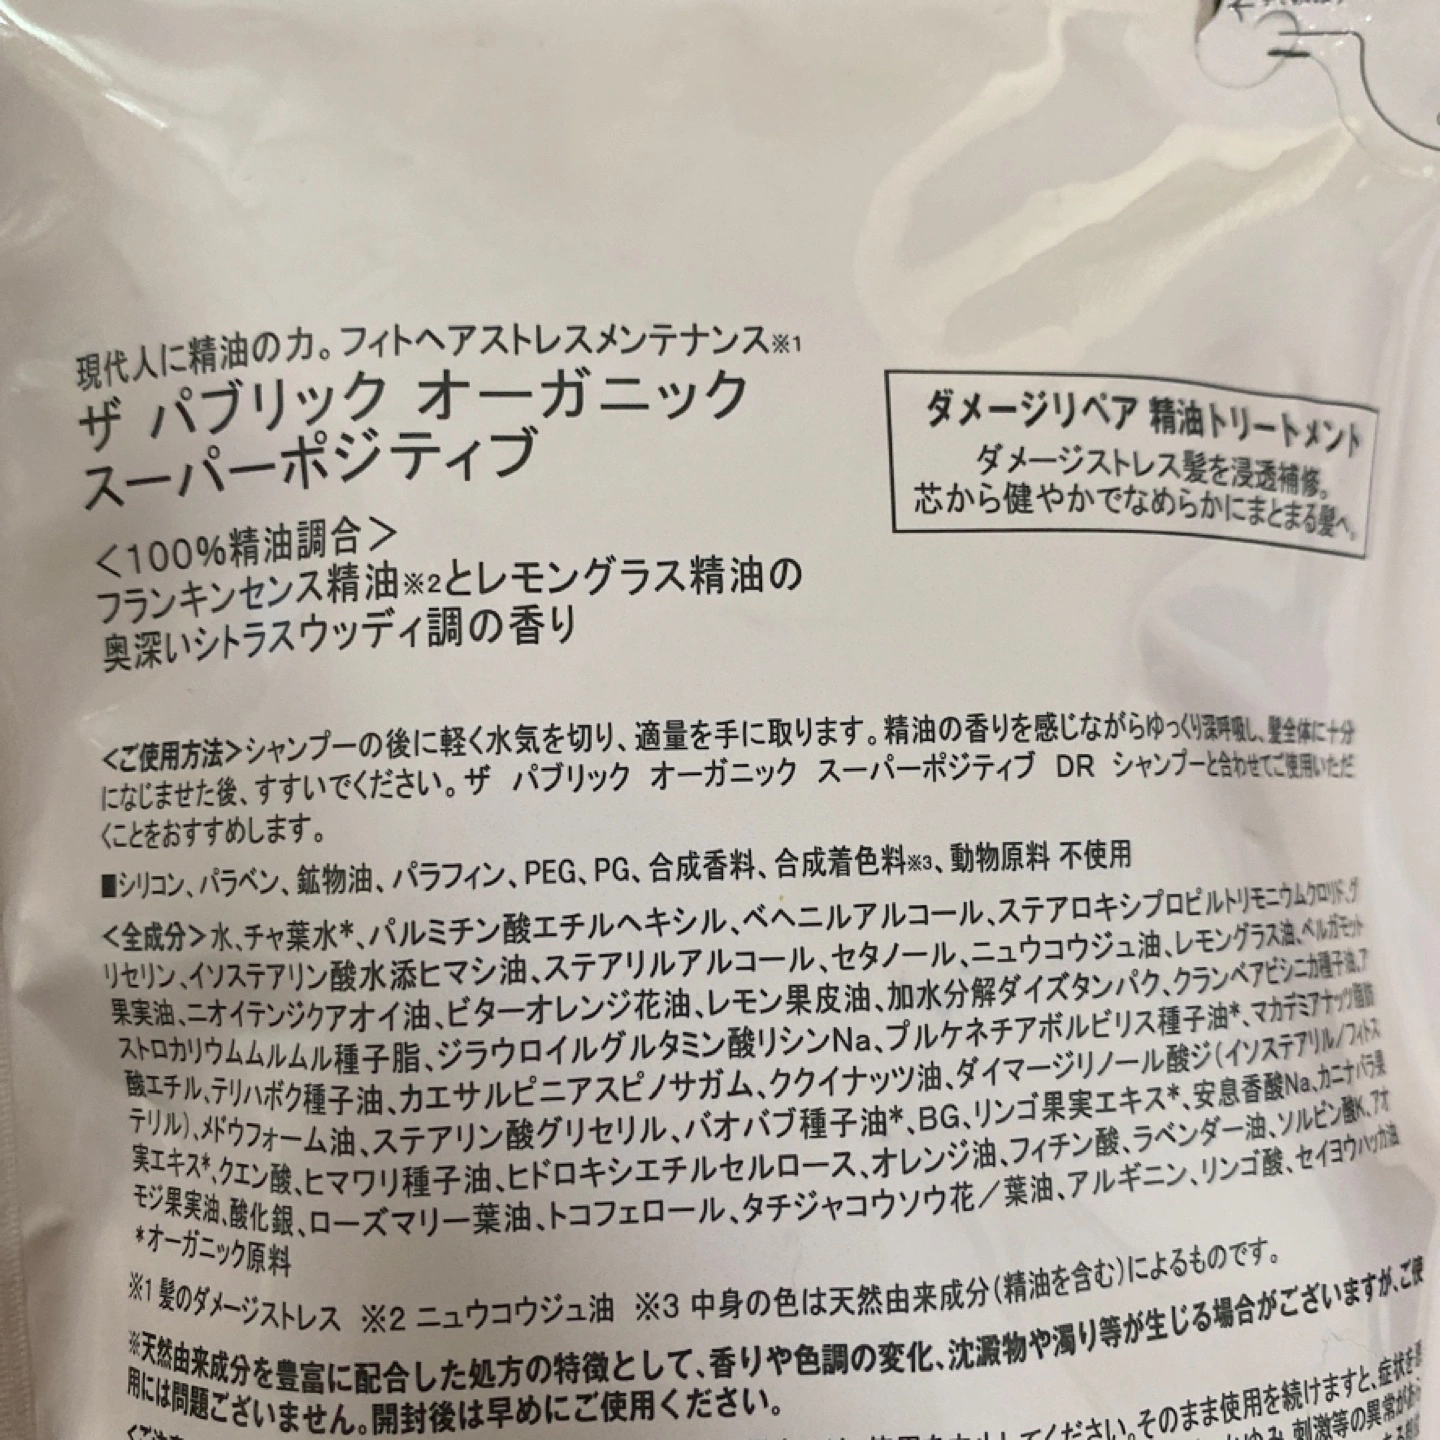 現代人に精油の力。フィトヘアストレスメンテナンス※1
ザ パブリック オーガニック
スーパーポジティブ
ダメージリペア 精油トリートメント
ダメージストレス髪を浸透補修。
芯から健やかでなめらかにまとまる髪へ。
＜100%精油調合＞
フランキンセンス精油※2とレモングラス精油の
奥深いシトラスウッディ調の香り
＜ご使用方法＞シャンプーの後に軽く水気を切り、適量を手に取ります。精油の香りを感じながらゆっくり深呼吸し、髪全体に十分
になじませた後、すすいでください。ザ パブリック オーガニック スーパーポジティブ DR シャンプーと合わせてご使用いただ
くことをおすすめします。
■シリコン、パラベン、鉱物油、パラフィン、PEG、PG、合成香料、合成着色料※3、動物原料 不使用
＜全成分＞水、チャ葉水*、パルミチン酸エチルヘキシル、ベヘニルアルコール、ステアロキシプロピルトリモニウムクロリド、グ
リセリン、イソステアリン酸水添ヒマシ油、ステアリルアルコール、セタノール、ニュウコウジュ油、レモングラス油、ベルガモット
果実油、ニオイテンジクアオイ油、ビターオレンジ花油、レモン果皮油、加水分解ダイズタンパク、クランベアビシニカ種子油、ア
ストロカリウムムルムル種子脂、ジラウロイルグルタミン酸リシンNa、プルケネチアボルビリス種子油*、マカデミアナッツ脂肪
酸エチル、テリハボク種子油、カエサルピニアスピノサガム、ククイナッツ油、ダイマージリノール酸ジ(イソステアリル／フィトス
テリル)、メドウフォーム油、ステアリン酸グリセリル、バオバブ種子油*、BG、リンゴ果実エキス*、安息香酸Na、カニナバラ果
実エキス*、クエン酸、ヒマワリ種子油、ヒドロキシエチルセルロース、オレンジ油、フィチン酸、ラベンダー油、ソルビン酸K、アオ
モジ果実油、酸化銀、ローズマリー葉油、トコフェロール、タチジャコウソウ花／葉油、アルギニン、リンゴ酸、セイヨウハッカ油
*オーガニック原料
※1 髪のダメージストレス ※2 ニュウコウジュ油 ※3 中身の色は天然由来成分(精油を含む)によるものです。
※天然由来成分を豊富に配合した処方の特徴として、香りや色調の変化、沈澱物や濁り等が生じる場合がございますが、ご使
用には問題ございません。開封後は早めにご使用ください。
してください。そのまま使用を続けますと、症状を
刺激等の異常が